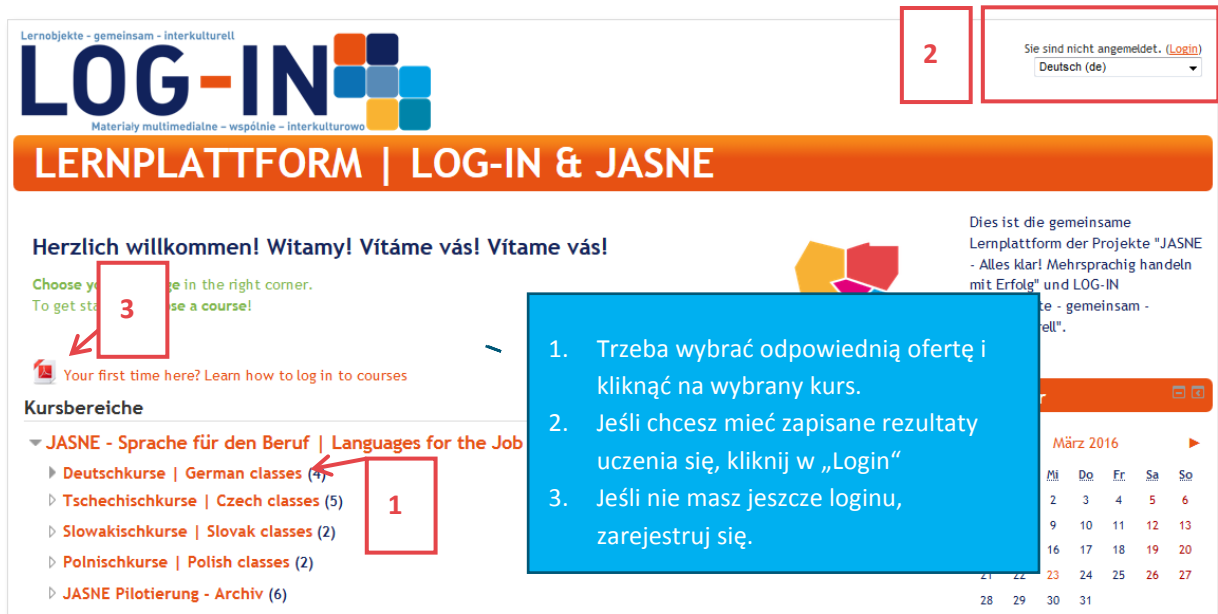 Lernobjekte - gemeinsam - interkulturell
LOG-IN
Materiały multimedialne – wspólnie – interkulturowo
2
Sie sind nicht angemeldet. (Login)
Deutsch (de)
LERNPLATTFORM | LOG-IN & JASNE
Herzlich willkommen! Witamy! Vítáme vás! Vítame vás!
Choose in the right corner.
To get a course!
3
Your first time here? Learn how to log in to courses
Kursbereiche
JASNE - Sprache für den Beruf | Languages for the Job
Deutschkurse | German classes (4)
Tschechischkurse | Czech classes (5)
Slowakischkurse | Slovak classes (2)
Polnischkurse | Polish classes (2)
JASNE Pilotierung - Archiv (6)
1
1. Trzeba wybrać odpowiednią ofertę i
kliknąć na wybrany kurs.
2. Jeśli chcesz mieć zapisane rezultaty
uczenia się, kliknij w „Login“
3. Jeśli nie masz jeszcze loginu,
zarejestruj się.
Dies ist die gemeinsame
Lernplattform der Projekte "JASNE
- Alles klar! Mehrsprachig handeln
mit Erfolg" und LOG-IN
- gemeinsam -
März 2016
Mi Do Fr Sa So
2 3 4 5 6
9 10 11 12 13
16 17 18 19 20
21 22 23 24 25 26 27
28 29 30 31